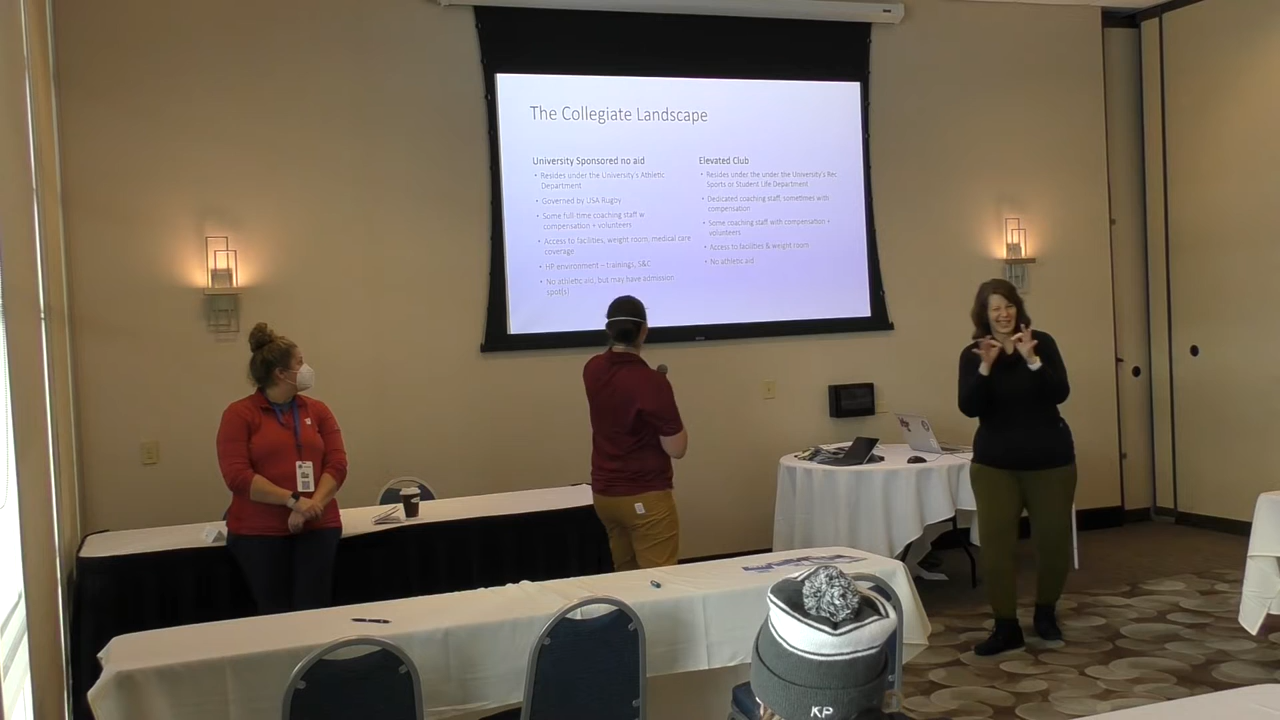 The Collegiate Landscape
University Sponsored no aid
• Resides under the University's Athletic
Department
• Governed by USA Rugby
• Some full-time coaching staff w
compensation + volunteers
• Access to facilities, weight room, medical care
coverage
• HP environment – trainings, S&C
• No athletic aid, but may have admission
spot(s)
Elevated Club
• Resides under the under the University's Rec
Sports or Student Life Department
• Dedicated coaching staff, sometimes with
compensation
• Some coaching staff with compensation +
volunteers
• Access to facilities & weight room
• No athletic aid
KP